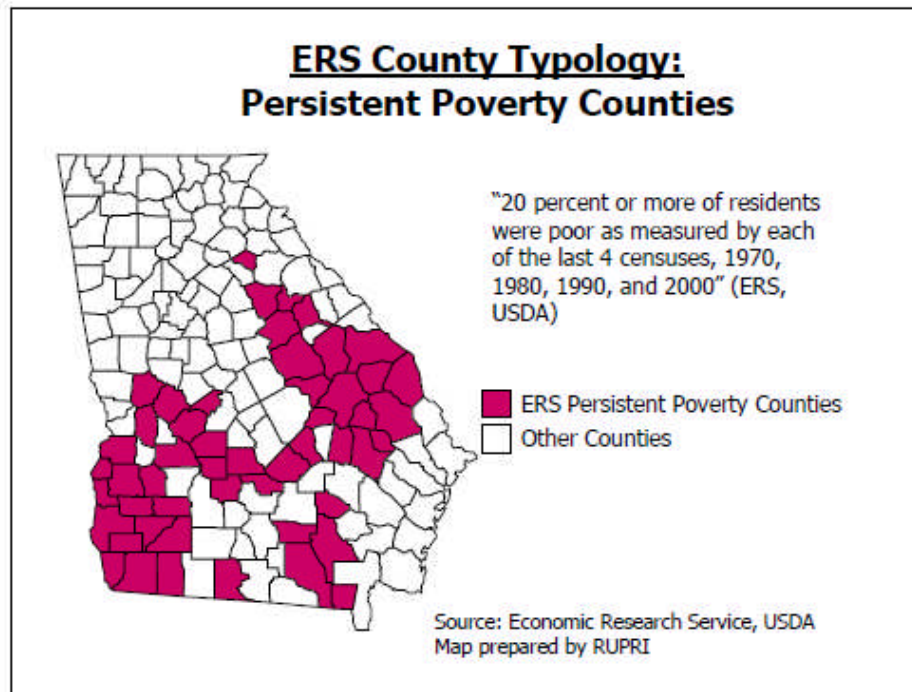 ERS County Typology:
Persistent Poverty Counties
"20 percent or more of residents
were poor as measured by each
of the last 4 censuses, 1970,
1980, 1990, and 2000" (ERS,
USDA)
ERS Persistent Poverty Counties
Other Counties
Source: Economic Research Service, USDA
Map prepared by RUPRI